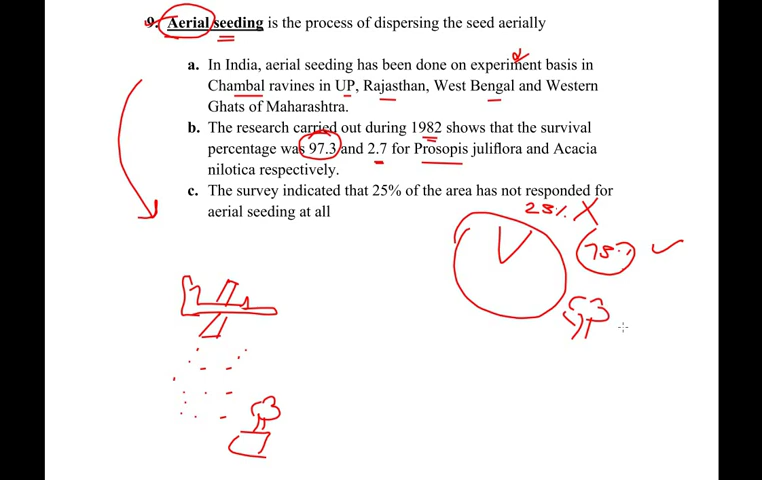 9. Aerial seeding is the process of dispersing the seed aerially
a. In India, aerial seeding has been done on experiment basis in
Chambal ravines in UP, Rajasthan, West Bengal and Western
Ghats of Maharashtra.
b. The research carried out during 1982 shows that the survival
percentage was 97.3 and 2.7 for Prosopis juliflora and Acacia
nilotica respectively.
c. The survey indicated that 25% of the area has not responded for
aerial seeding at all
25% X
75%